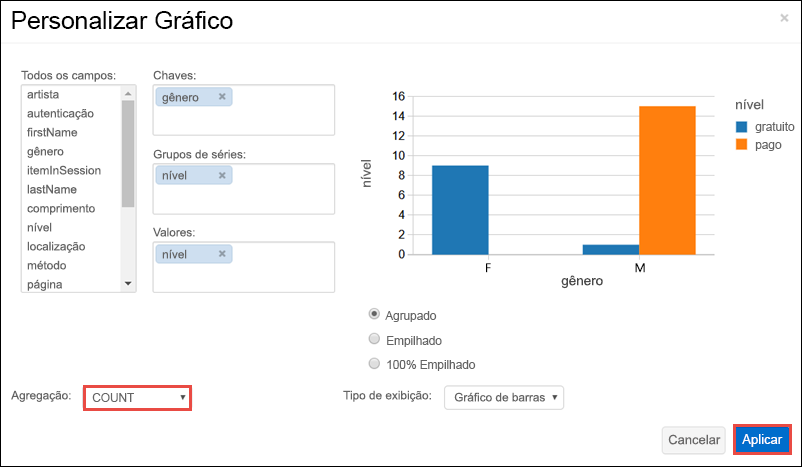 Personalizar Gráfico
×
Todos os campos:
artista
autenticação
firstName
gênero
itemInSession
lastName
comprimento
nível
localização
método
página
Chaves:
gênero ×
Grupos de séries:
nível ×
Valores:
nível ×
nível
16
14
12
10
8
6
4
2
0
F M
gênero
nível
gratuito
pago
Agrupado
Empilhado
100% Empilhado
Agregação: COUNT
Tipo de exibição: Gráfico de barras
Cancelar Aplicar